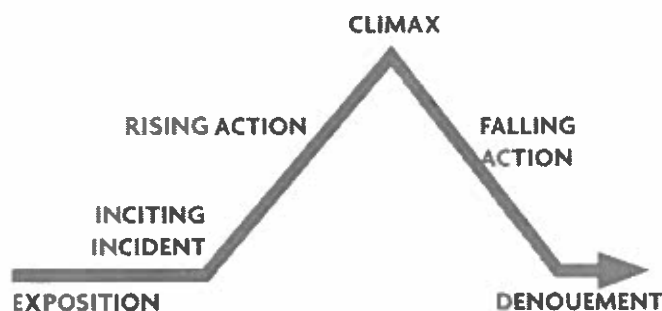 CLIMAX
RISING ACTION
FALLING
ACTION
INCITING
INCIDENT
EXPOSITION
DENOUEMENT